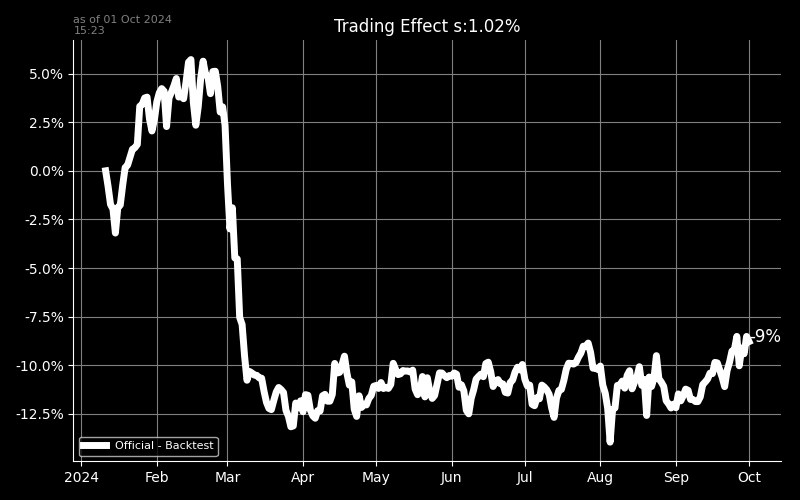 as of 01 Oct 2024
15:23
Trading Effect s:1.02%
5.0%
2.5%
0.0%
-2.5%
-5.0%
-7.5%
-10.0%
-12.5%
-9%
Official - Backtest
2024 Feb Mar Apr May Jun Jul Aug Sep Oct